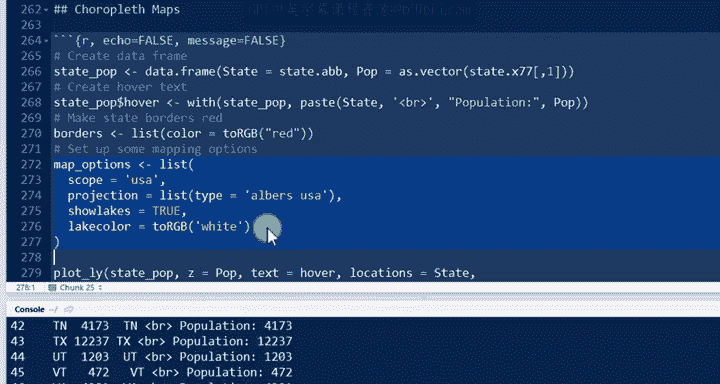 262 ## Choropleth Maps
263
264 ```{r, echo=FALSE, message=FALSE}
265 # Create data frame
266 state_pop <- data.frame(State = state.abb, Pop = as.vector(state.x77[,1]))
267 # Create hover text
268 state_pop$hover <- with(state_pop, paste(State, '<br>', "Population:", Pop))
269 # Make state borders red
270 borders <- list(color = toRGB("red"))
271 # Set up some mapping options
272 map_options <- list(
273 scope = 'usa',
274 projection = list(type = 'albers usa'),
275 showlakes = TRUE,
276 lakecolor = toRGB('white')
277 )
278
279 plot_ly(state_pop, z = Pop, text = hover, locations = State,
278:1 Chunk 25
Console ~/
42 TN 4173 TN <br> Population: 4173
43 TX 12237 TX <br> Population: 12237
44 UT 1203 UT <br> Population: 1203
45 VT 472 VT <br> Population: 472